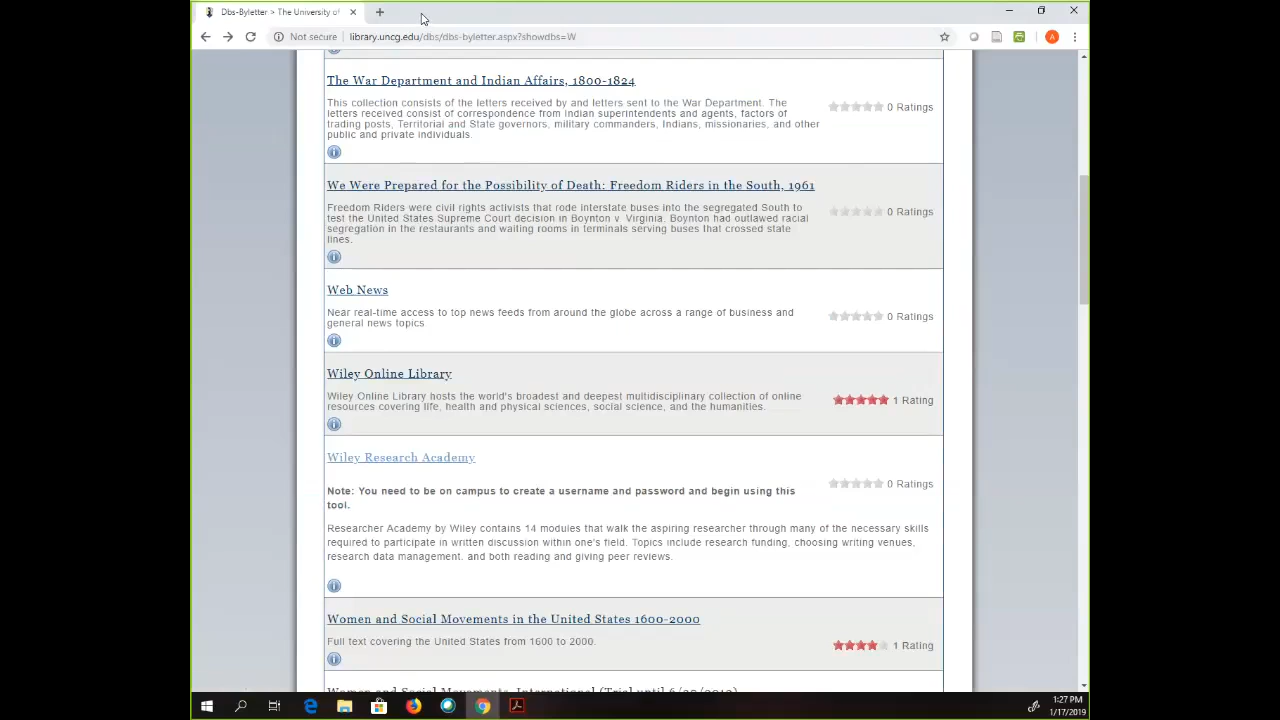 Dbs-Byletter > The University of
Not secure library.uncg.edu/dbs/dbs-byletter.aspx?showdbs=W
A
The War Department and Indian Affairs, 1800-1824
This collection consists of the letters received by and letters sent to the War Department. The
letters received consist of correspondence from Indian superintendents and agents, factors of
trading posts, Territorial and State governors, military commanders, Indians, missionaries, and other
public and private individuals.
0 Ratings
We Were Prepared for the Possibility of Death: Freedom Riders in the South, 1961
Freedom Riders were civil rights activists that rode interstate buses into the segregated South to
test the United States Supreme Court decision in Boynton v. Virginia. Boynton had outlawed racial
segregation in the restaurants and waiting rooms in terminals serving buses that crossed state
lines.
0 Ratings
Web News
Near real-time access to top news feeds from around the globe across a range of business and
general news topics
0 Ratings
Wiley Online Library
Wiley Online Library hosts the world's broadest and deepest multidisciplinary collection of online
resources covering life, health and physical sciences, social science, and the humanities.
1 Rating
Wiley Research Academy
0 Ratings
Note: You need to be on campus to create a username and password and begin using this
tool.
Researcher Academy by Wiley contains 14 modules that walk the aspiring researcher through many of the necessary skills
required to participate in written discussion within one's field. Topics include research funding, choosing writing venues,
research data management, and both reading and giving peer reviews.
Women and Social Movements in the United States 1600-2000
Full text covering the United States from 1600 to 2000.
1 Rating
Women and Social Movements, International (Trial until 6/20/2012)
1:27 PM
1/17/2019